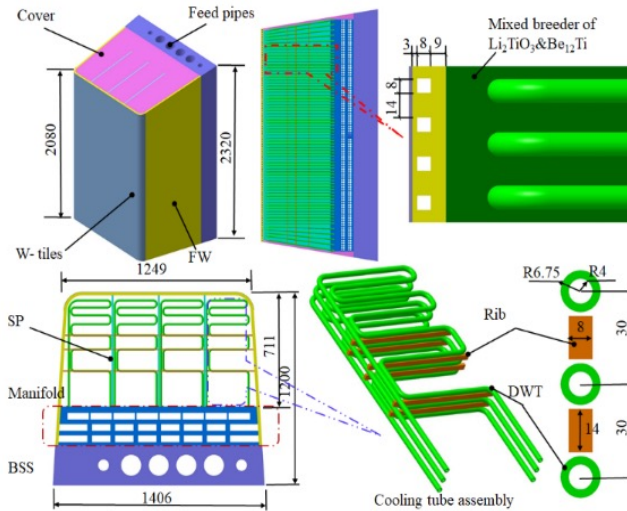 Cover
Feed pipes
2080
2320
W- tiles
FW
Mixed breeder of
Li₂TiO₃&Be₁₂Ti
3 8 9
8
14
1249
SP
711
1200
Manifold
BSS
1406
Rib
DWT
Cooling tube assembly
R6.75
R4
8
30
14
30